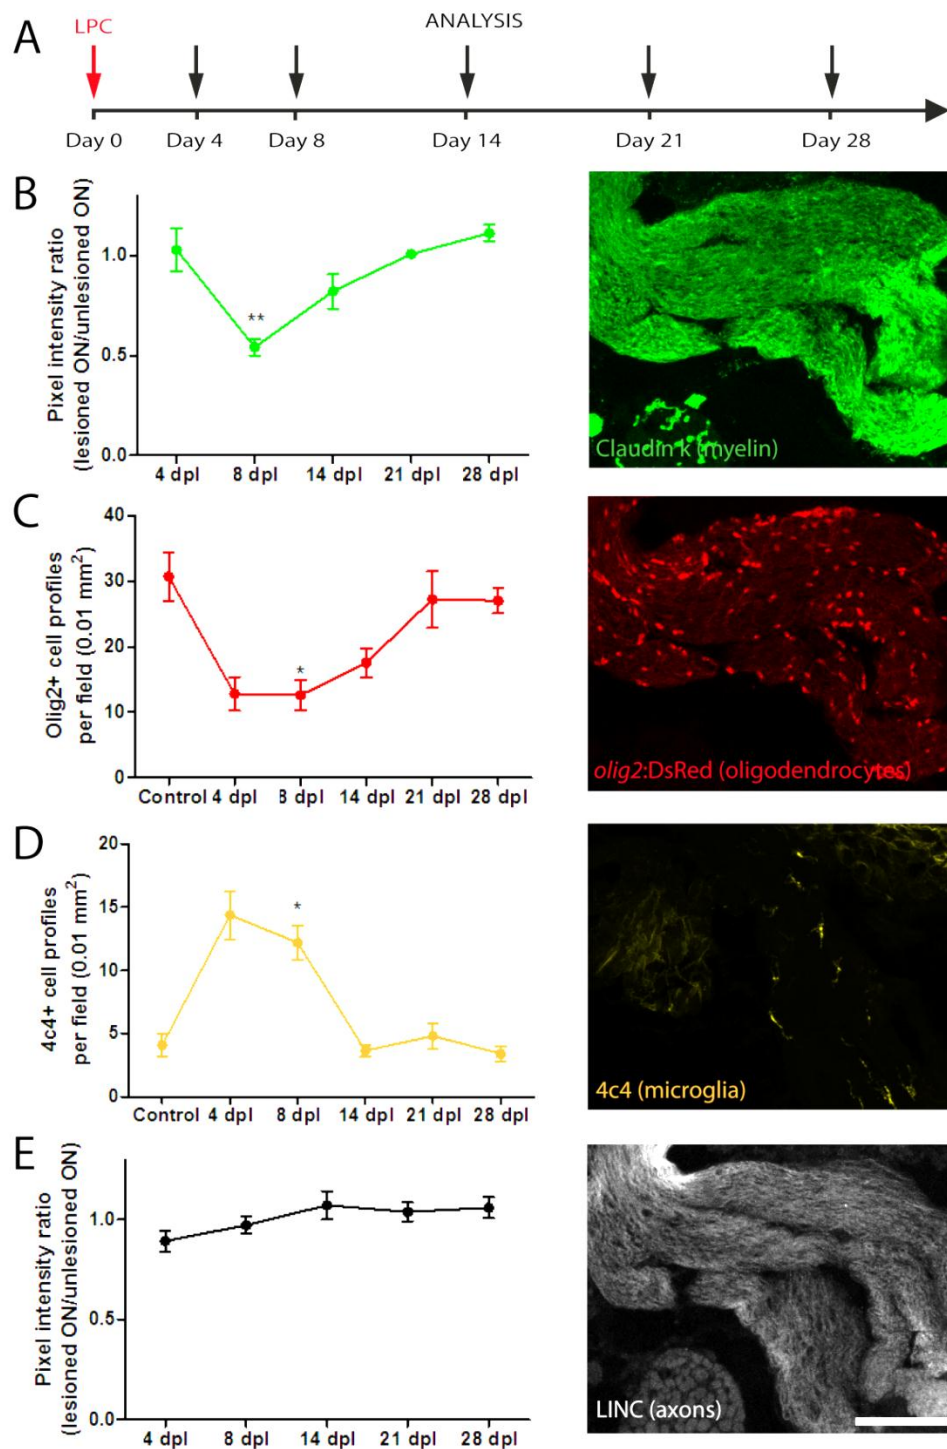 A
LPC
ANALYSIS
Day 0
Day 4
Day 8
Day 14
Day 21
Day 28
B
Pixel intensity ratio
(lesioned ON/unlesioned ON)
1.0
0.5
0.0
**
4 dpl
8 dpl
14 dpl
21 dpl
28 dpl
Claudin k (myelin)
C
Olig2+ cell profiles
per field (0.01 mm²)
40
30
20
10
0
*
Control
4 dpl
8 dpl
14 dpl
21 dpl
28 dpl
olig2:DsRed (oligodendrocytes)
D
4c4+ cell profiles
per field (0.01 mm²)
20
15
10
5
0
*
Control
4 dpl
8 dpl
14 dpl
21 dpl
28 dpl
4c4 (microglia)
E
Pixel intensity ratio
(lesioned ON/unlesioned ON)
1.0
0.5
0.0
4 dpl
8 dpl
14 dpl
21 dpl
28 dpl
LINC (axons)